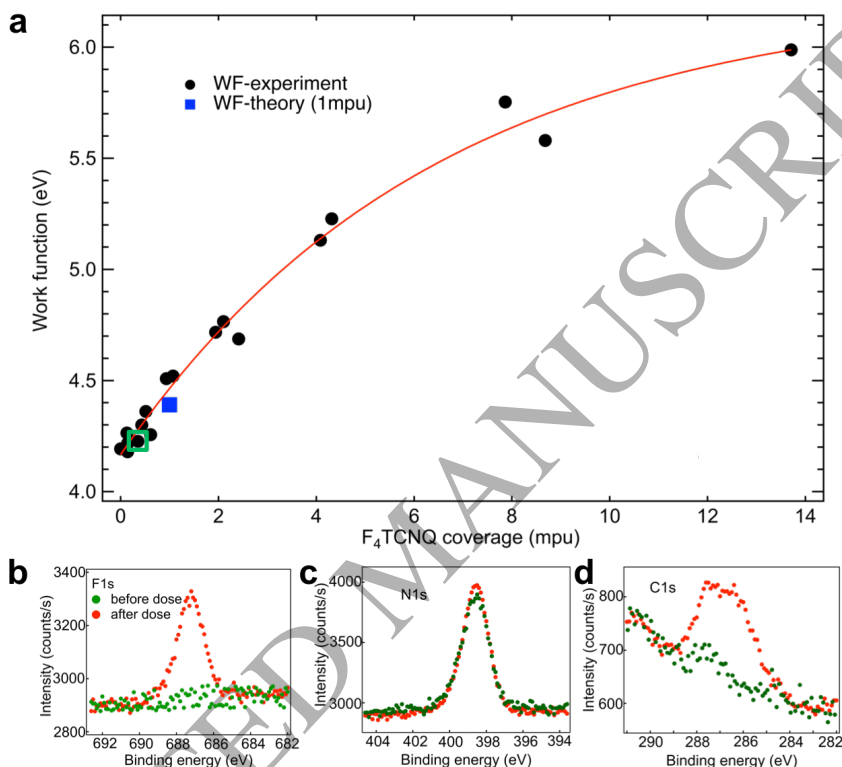 a
6.0
5.5
5.0
4.5
4.0
Work function (eV)
WF-experiment
WF-theory (1mpu)
0 2 4 6 8 10 12 14
F₄TCNQ coverage (mpu)
b
F1s
before dose
after dose
3400
3200
3000
2800
Intensity (counts/s)
692 690 688 686 684 682
Binding energy (eV)
c
N1s
4000
3500
3000
Intensity (counts/s)
404 402 400 398 396 394
Binding energy (eV)
d
C1s
800
700
600
Intensity (counts/s)
290 288 286 284 282
Binding energy (eV)
TED MANUSCRIP